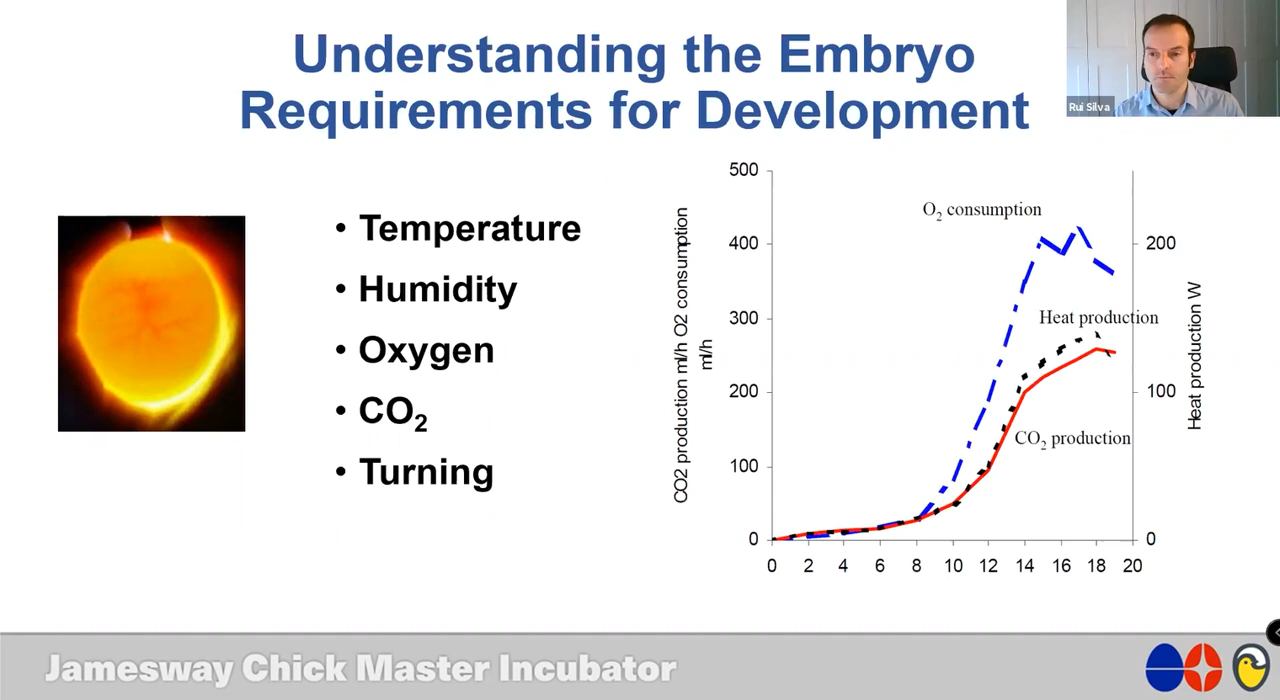 Understanding the Embryo
Requirements for Development
Rui Silva
• Temperature
• Humidity
• Oxygen
• CO₂
• Turning
CO2 production ml/h O2 consumption
ml/h
500
400
300
200
100
0
O₂ consumption
Heat production
CO₂ production
200
100
0
Heat production W
0 2 4 6 8 10 12 14 16 18 20
Jamesway Chick Master Incubator